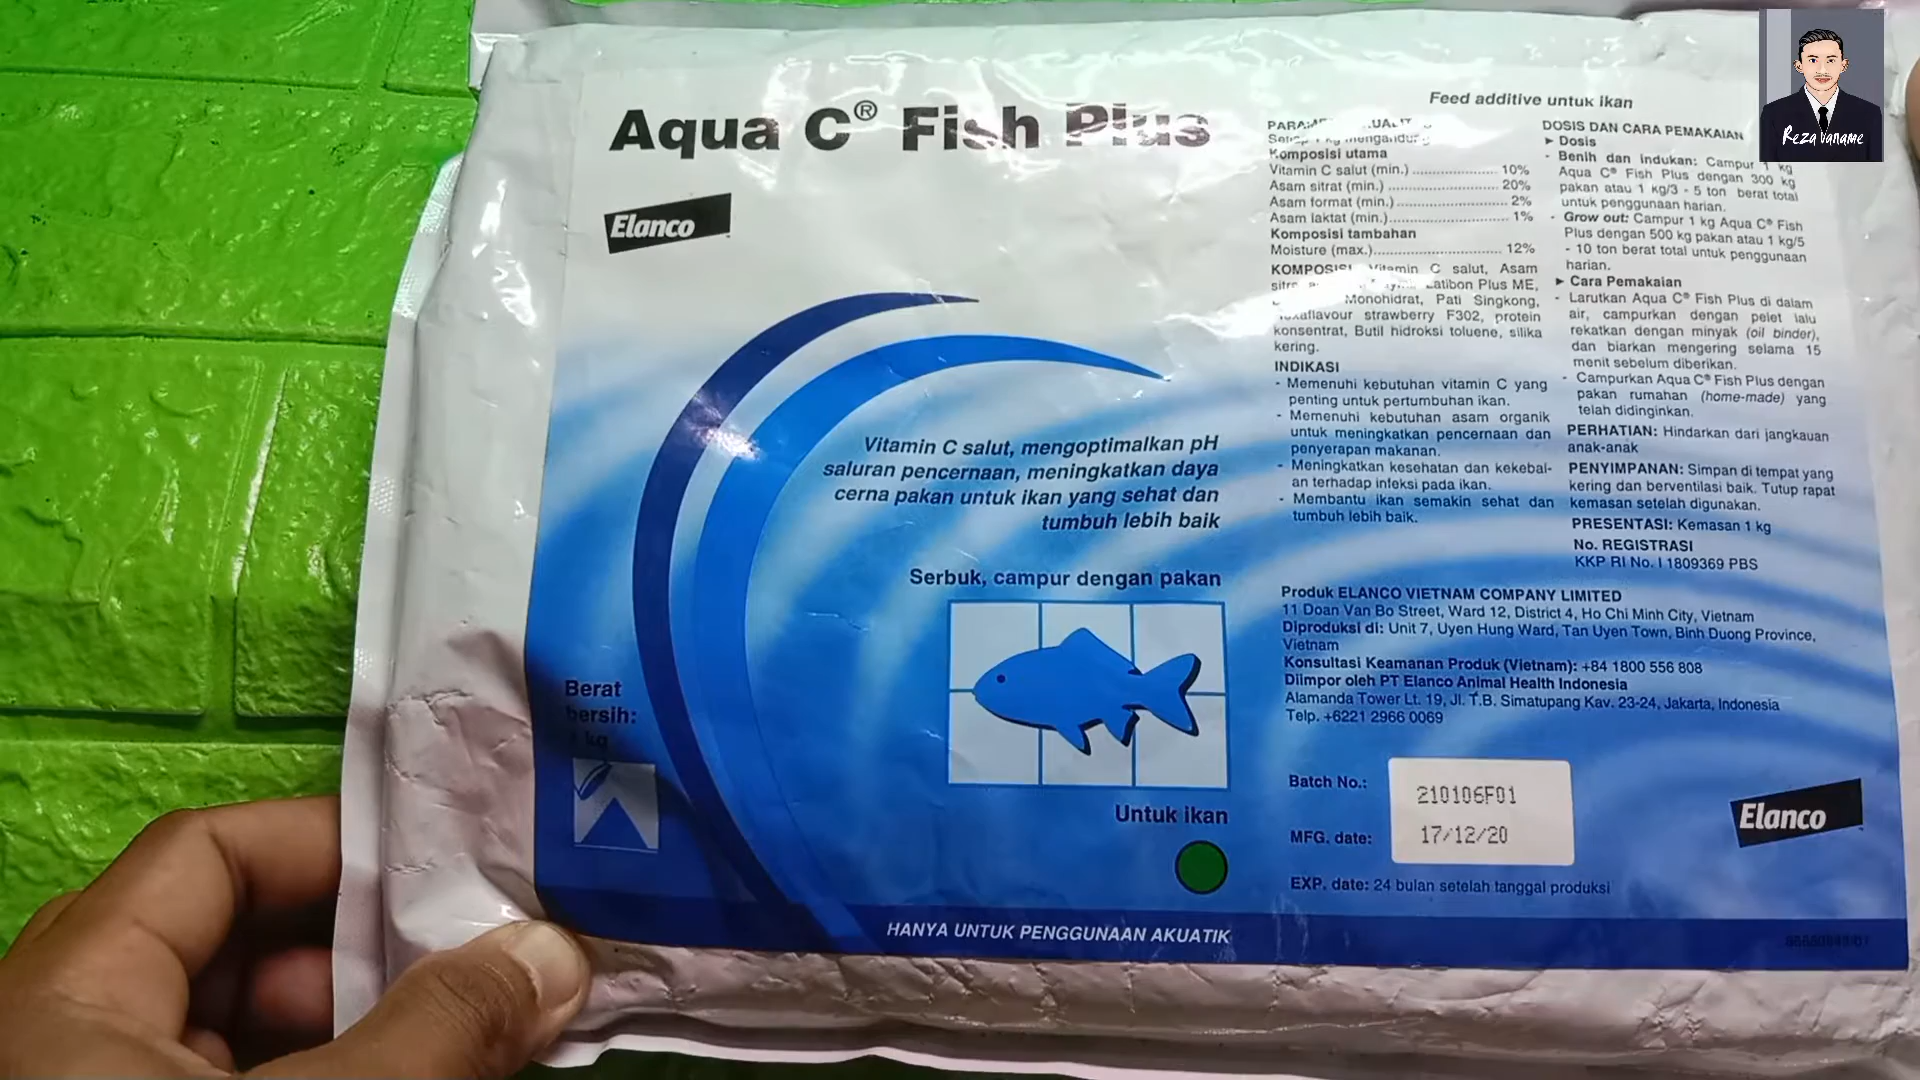 Aqua C® Fish Plus
Elanco
Vitamin C salut, mengoptimalkan pH
saluran pencernaan, meningkatkan daya
cerna pakan untuk ikan yang sehat dan
tumbuh lebih baik
Serbuk, campur dengan pakan
Berat
bersih:
kg
Untuk ikan
HANYA UNTUK PENGGUNAAN AKUATIK
Feed additive untuk ikan
Komposisi utama
Vitamin C salut (min.) ..................... 10%
Asam sitrat (min.) ............................ 20%
Asam format (min.) ........................... 2%
Asam laktat (min.).............................. 1%
Komposisi tambahan
Moisture (max.)................................ 12%
Vitamin C salut, Asam
Latibon Plus ME,
Monohidrat, Pati Singkong,
strawberry F302, protein
konsentrat, Butil hidroksi toluene, silika
kering.
INDIKASI
- Memenuhi kebutuhan vitamin C yang
penting untuk pertumbuhan ikan.
- Memenuhi kebutuhan asam organik
untuk meningkatkan pencernaan dan
penyerapan makanan.
- Meningkatkan kesehatan dan kekebal-
an terhadap infeksi pada ikan.
- Membantu ikan semakin sehat dan
tumbuh lebih baik.
DOSIS DAN CARA PEMAKAIAN
► Dosis
- Benih dan indukan: Campur 1 kg
Aqua C® Fish Plus dengan 300 kg
pakan atau 1 kg/3 - 5 ton berat total
untuk penggunaan harian.
- Grow out: Campur 1 kg Aqua C® Fish
Plus dengan 500 kg pakan atau 1 kg/5
- 10 ton berat total untuk penggunaan
harian.
► Cara Pemakaian
- Larutkan Aqua C® Fish Plus di dalam
air, campurkan dengan pelet lalu
rekatkan dengan minyak (oil binder),
dan biarkan mengering selama 15
menit sebelum diberikan.
- Campurkan Aqua C® Fish Plus dengan
pakan rumahan (home-made) yang
telah didinginkan.
PERHATIAN: Hindarkan dari jangkauan
anak-anak
PENYIMPANAN: Simpan di tempat yang
kering dan berventilasi baik. Tutup rapat
kemasan setelah digunakan.
PRESENTASI: Kemasan 1 kg
No. REGISTRASI
KKP RI No. I 1809369 PBS
Produk ELANCO VIETNAM COMPANY LIMITED
11 Doan Van Bo Street, Ward 12, District 4, Ho Chi Minh City, Vietnam
Diproduksi di: Unit 7, Uyen Hung Ward, Tan Uyen Town, Binh Duong Province,
Vietnam
Konsultasi Keamanan Produk (Vietnam): +84 1800 556 808
Diimpor oleh PT Elanco Animal Health Indonesia
Alamanda Tower Lt. 19, Jl. T.B. Simatupang Kav. 23-24, Jakarta, Indonesia
Telp. +6221 2966 0069
Batch No.: 210106F01
MFG. date: 17/12/20
EXP. date: 24 bulan setelah tanggal produksi
Elanco
Reza Vaname